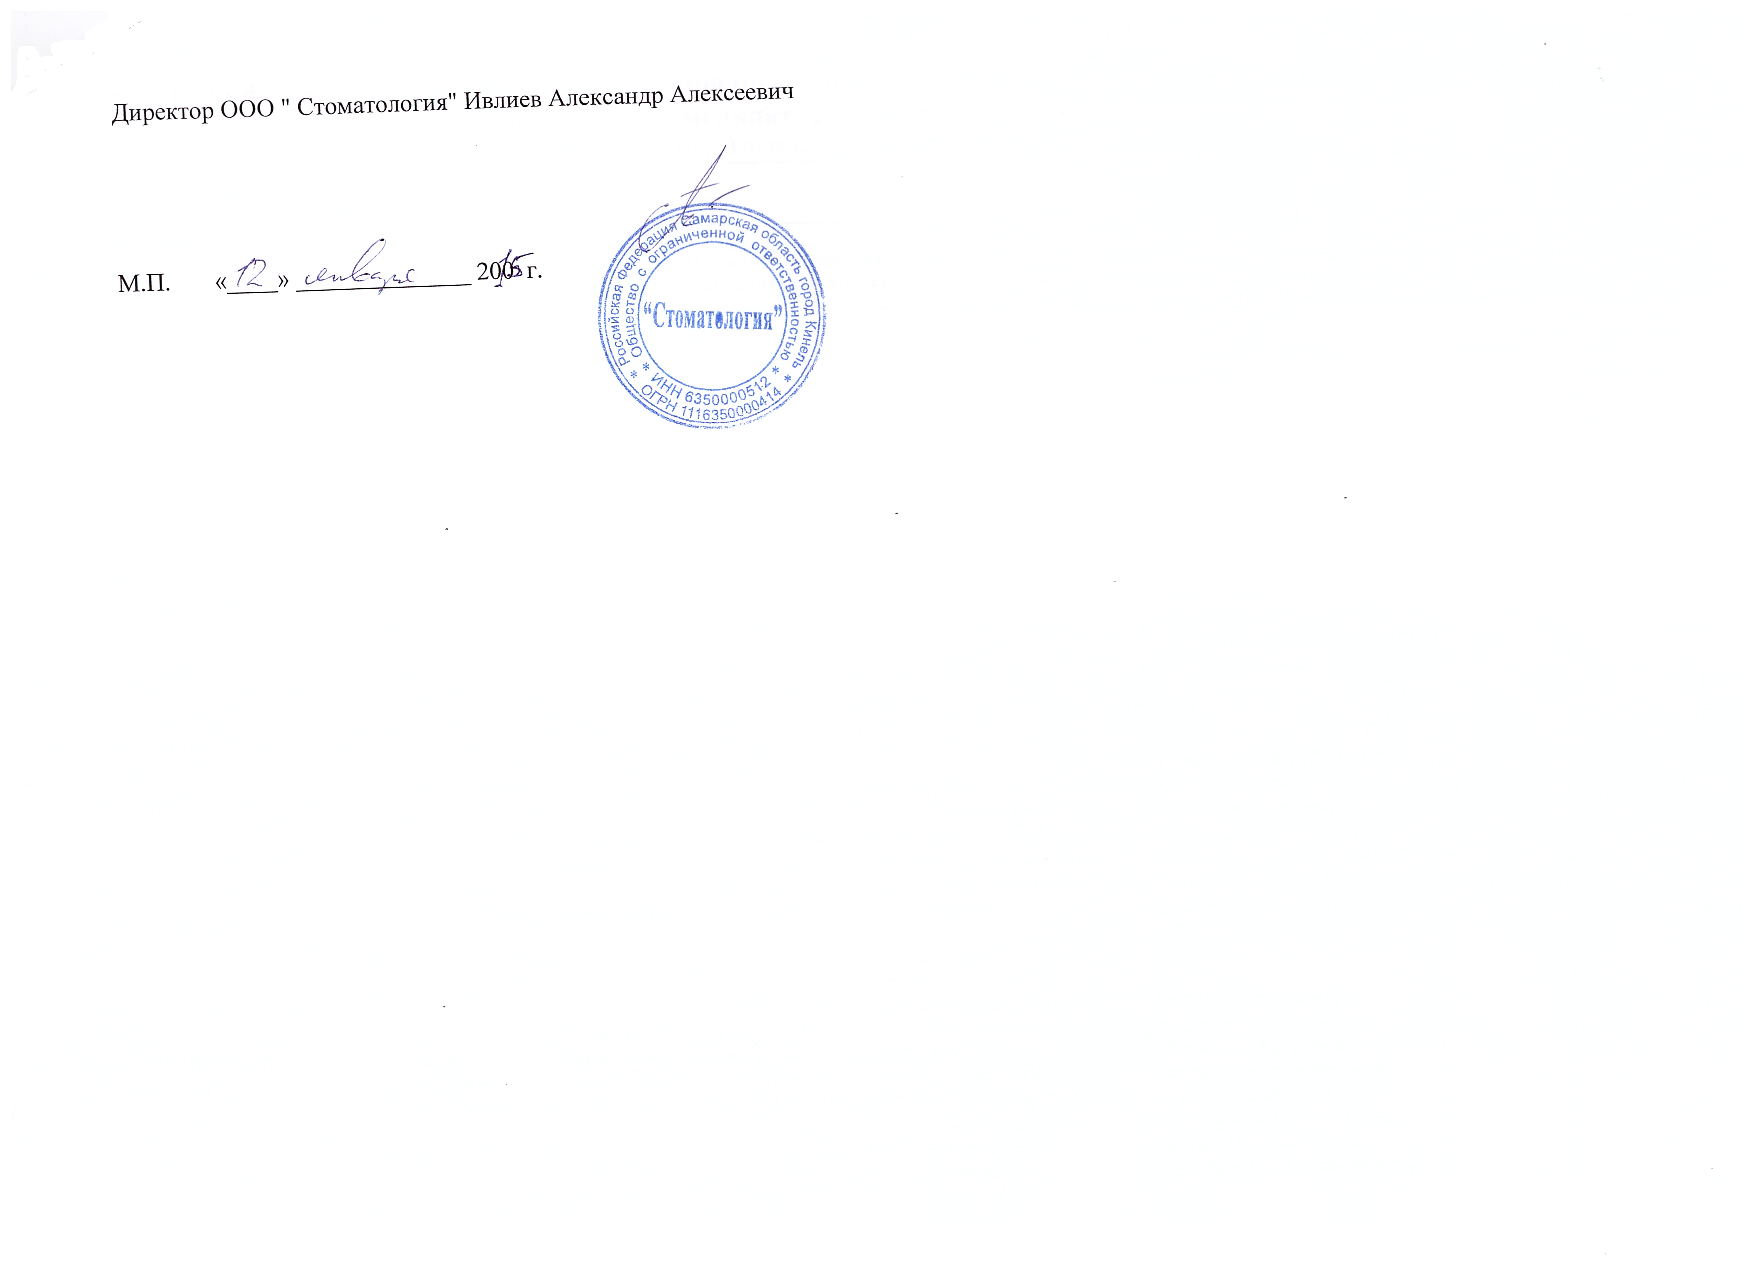 Директор ООО " Стоматология" Ивлиев Александр Алексеевич
М.П. «12» января 2015 г.
* Российская Федерация Самарская область город Кинель *
Общество с ограниченной ответственностью
"Стоматология"
* ИНН 6350000512 *
ОГРН 1116350000414